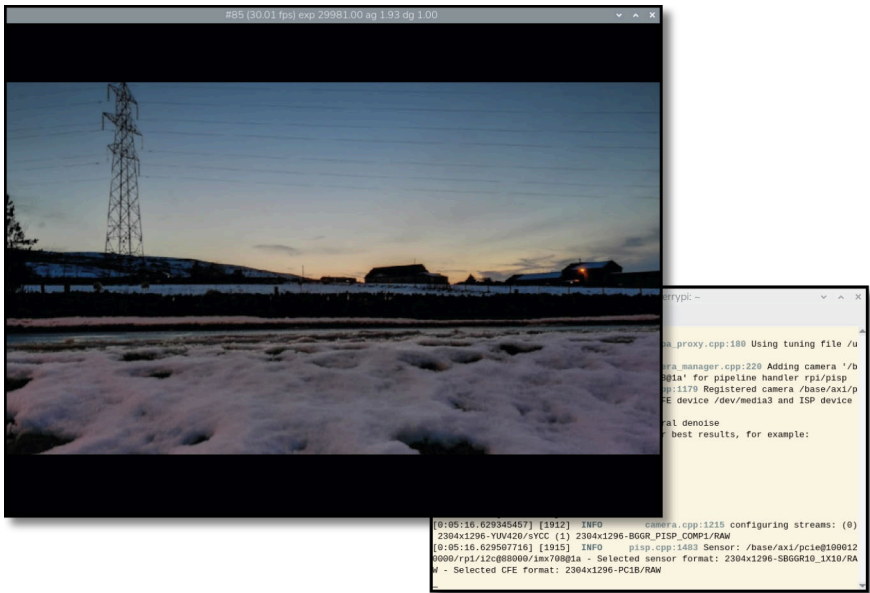 #85 (30.01 fps) exp 29981.00 ag 1.93 dg 1.00
errypi: ~
pa_proxy.cpp:180 Using tuning file /u
era_manager.cpp:220 Adding camera '/b
@1a' for pipeline handler rpi/pisp
pp:1179 Registered camera /base/axi/p
FE device /dev/media3 and ISP device
ral denoise
r best results, for example:
[0:05:16.629345457] [1912] INFO camera.cpp:1215 configuring streams: (0)
2304x1296-YUV420/sYCC (1) 2304x1296-BGGR_PISP_COMP1/RAW
[0:05:16.629507716] [1915] INFO pisp.cpp:1483 Sensor: /base/axi/pcie@100012
0000/rp1/i2c@88000/imx708@1a - Selected sensor format: 2304x1296-SBGGR10_1X10/RA
W - Selected CFE format: 2304x1296-PC1B/RAW